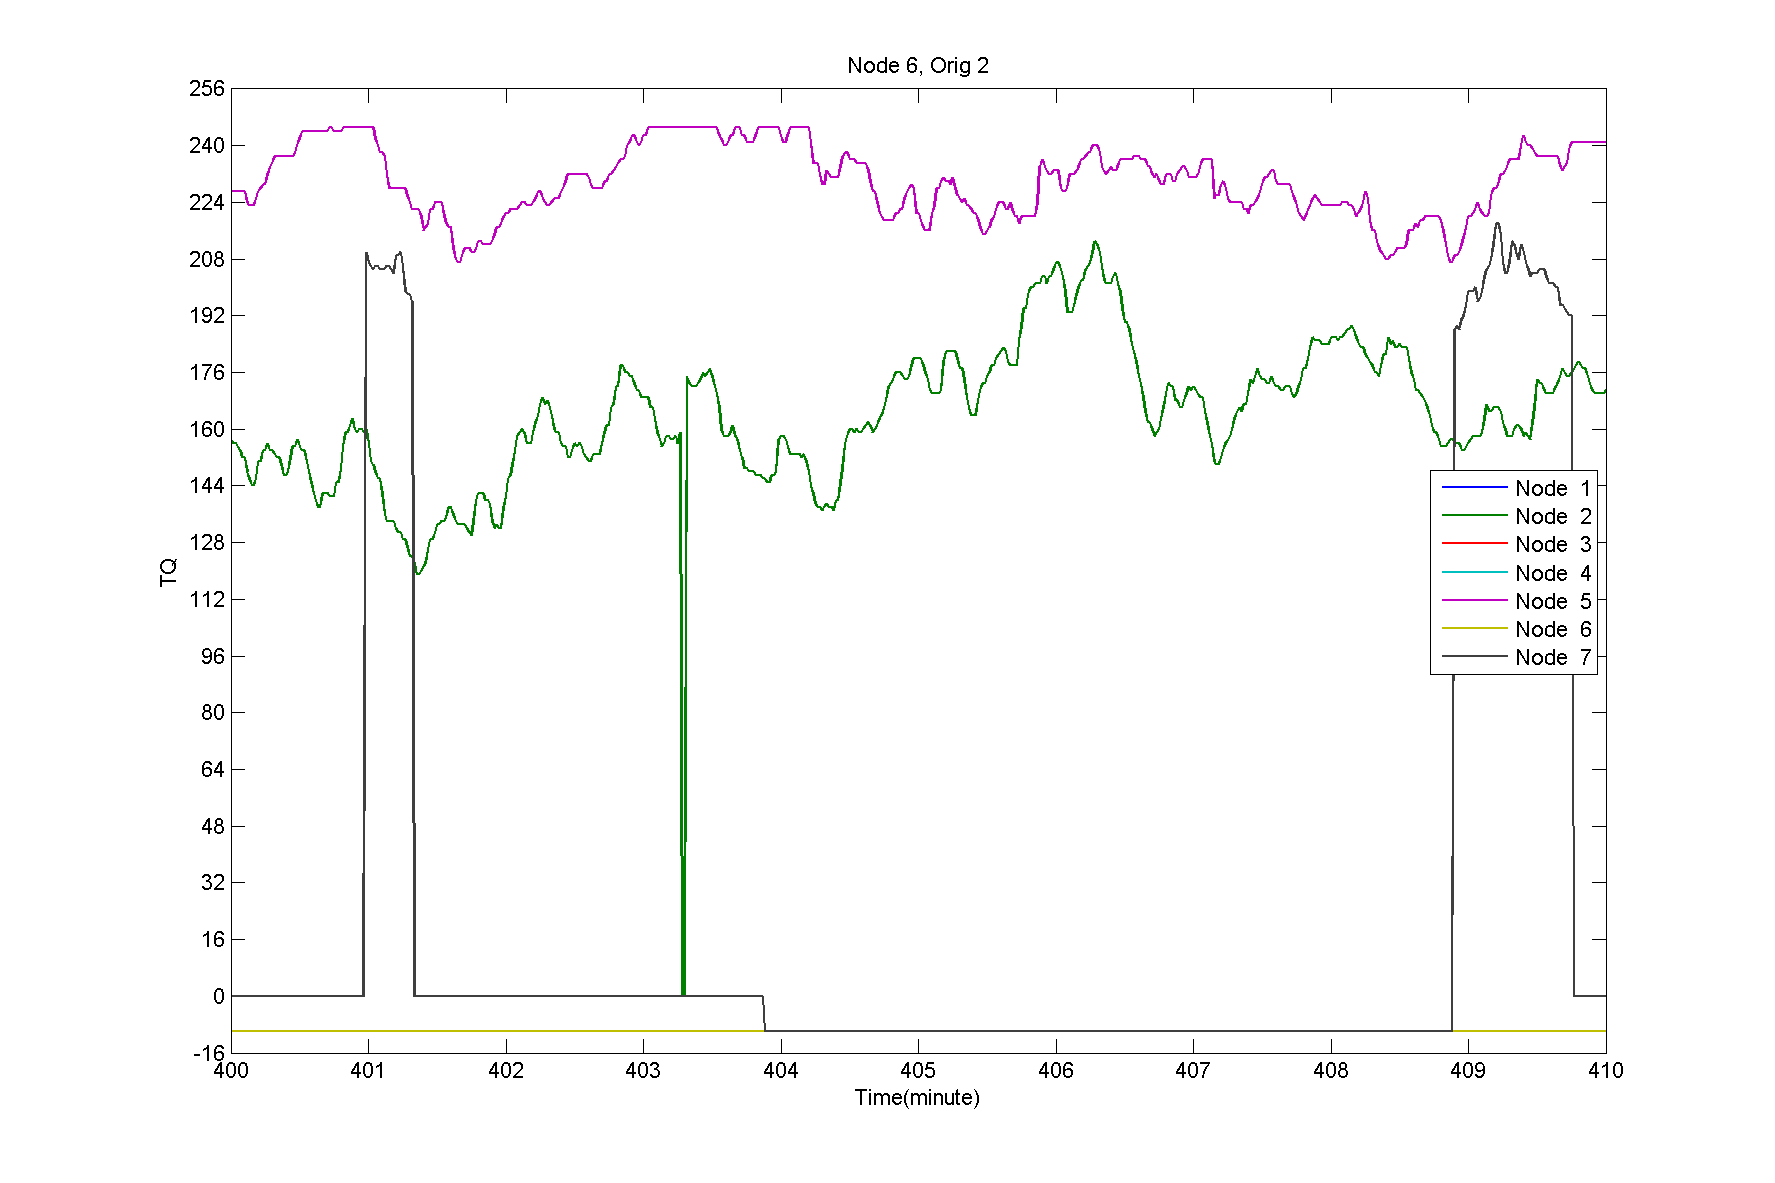 Node 6, Orig 2
256
240
224
208
192
176
160
144
128
112
96
80
64
48
32
16
0
-16
TQ
Node 1
Node 2
Node 3
Node 4
Node 5
Node 6
Node 7
400 401 402 403 404 405 406 407 408 409 410
Time(minute)